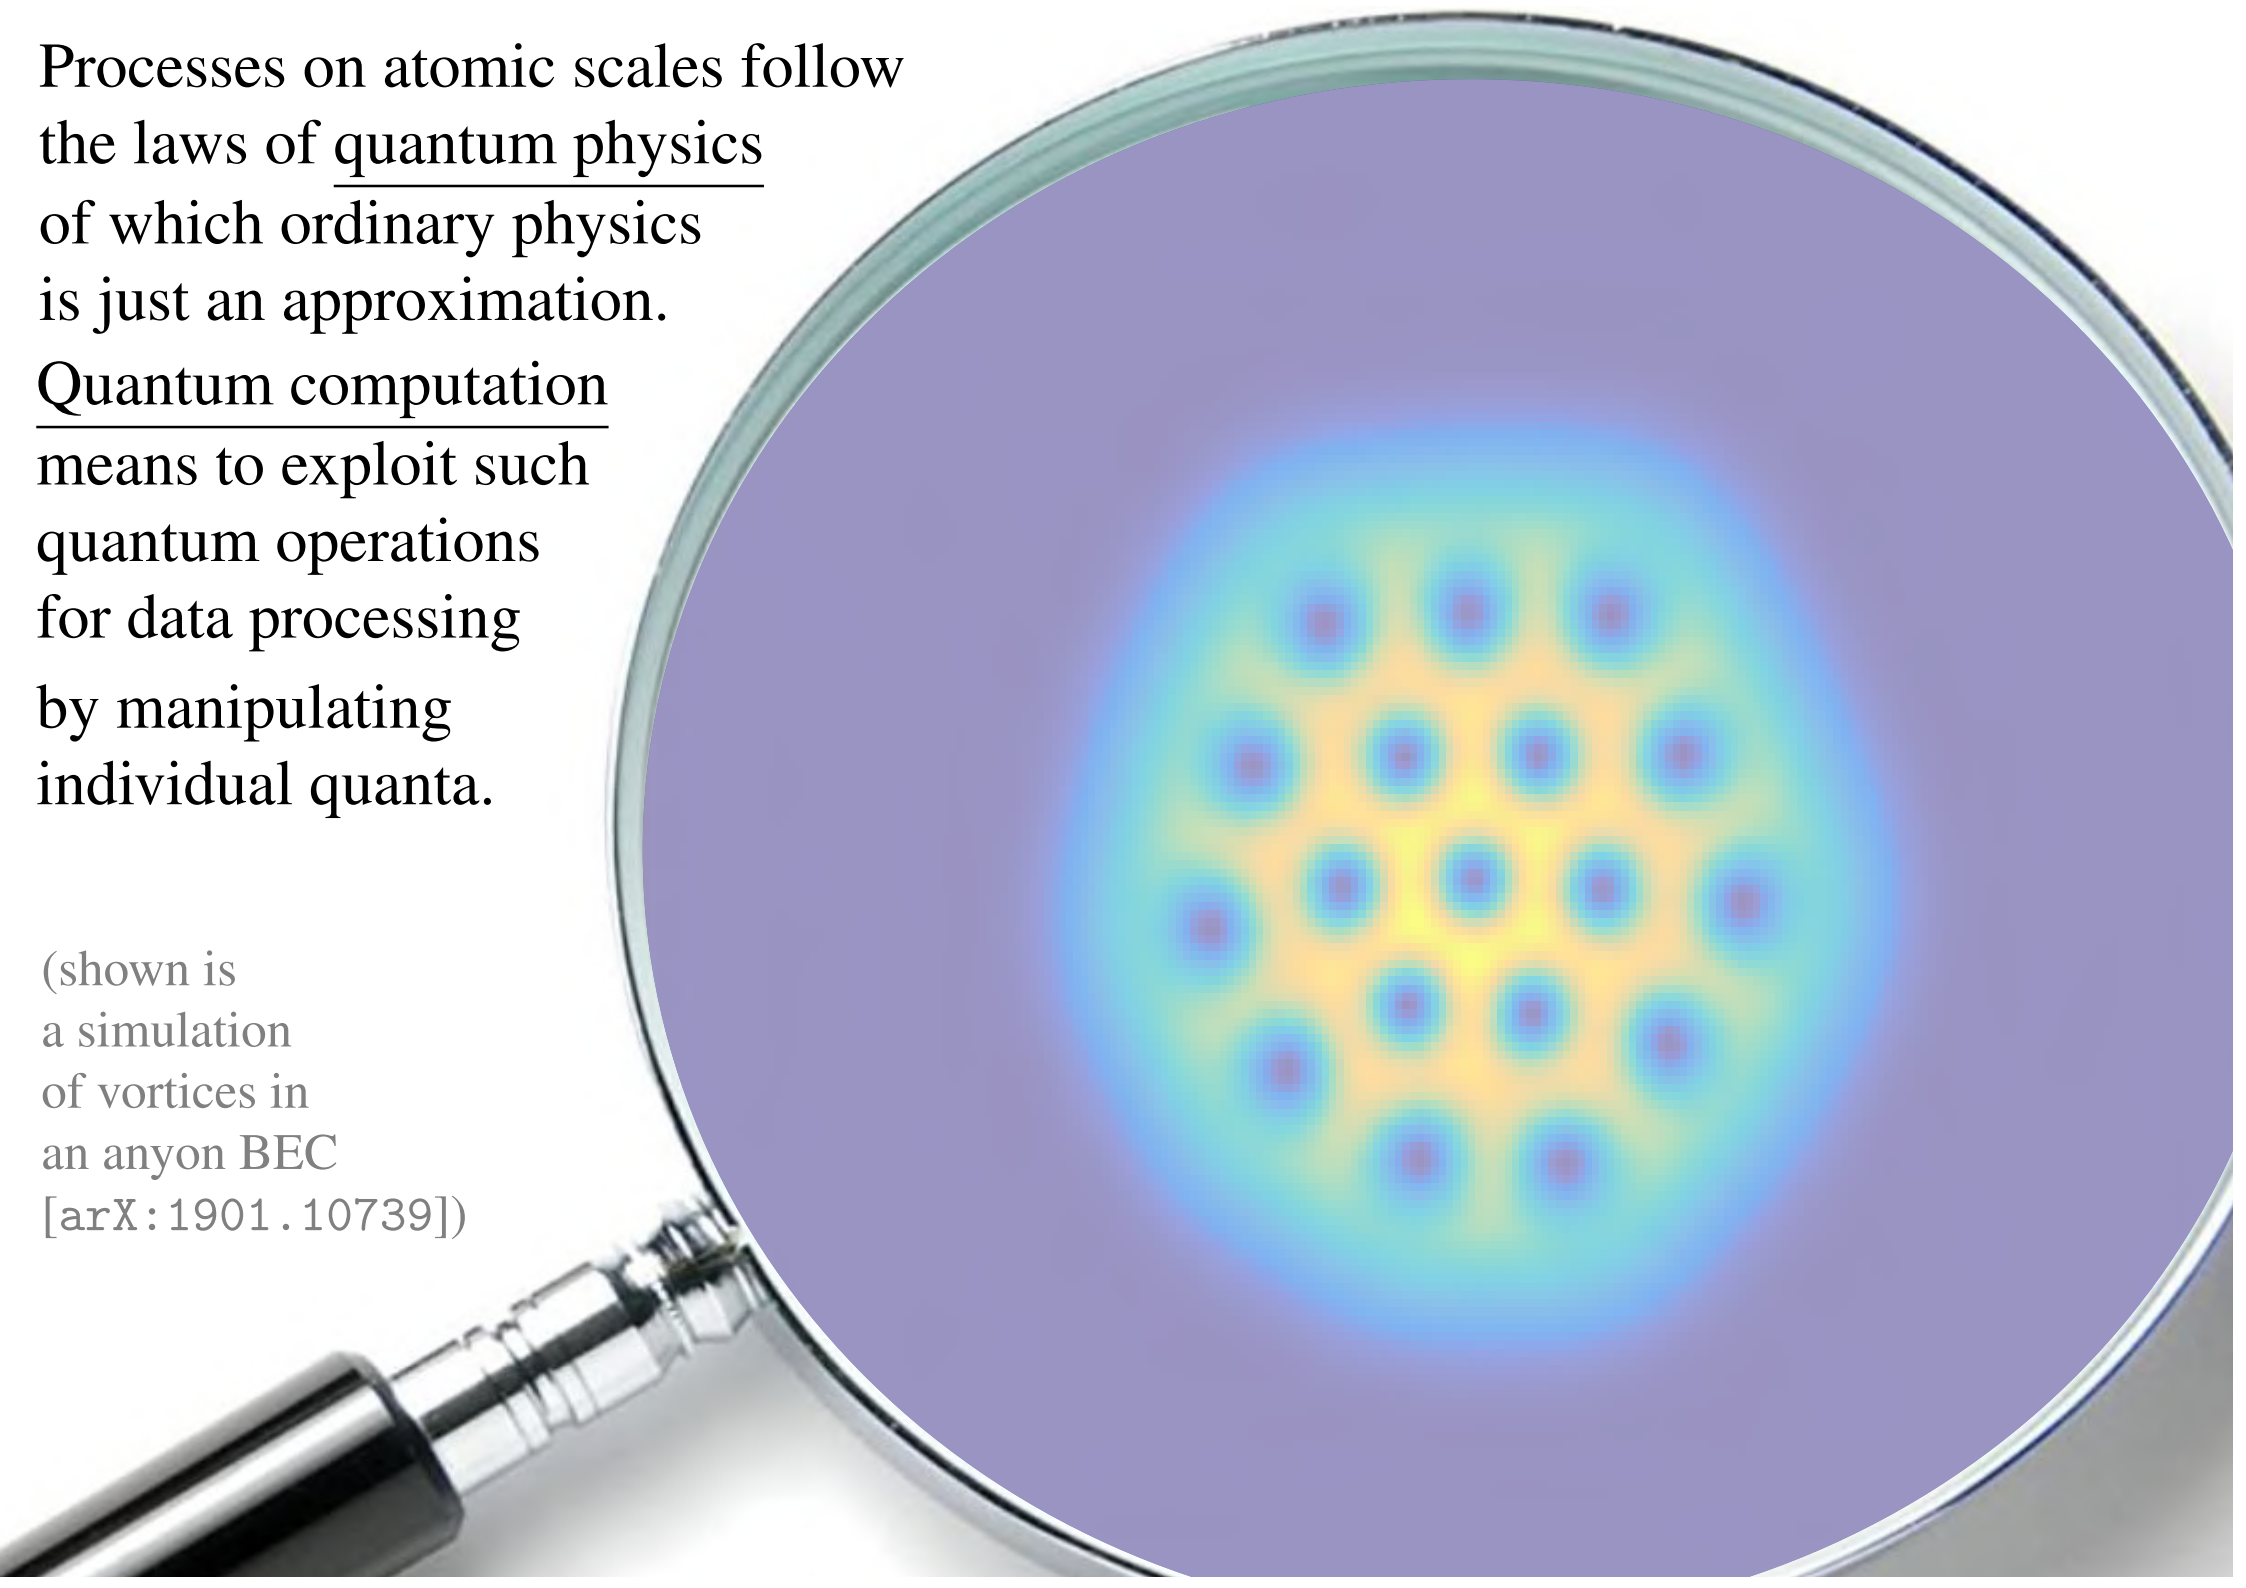 Processes on atomic scales follow
the laws of quantum physics
of which ordinary physics
is just an approximation.
Quantum computation
means to exploit such
quantum operations
for data processing
by manipulating
individual quanta.
(shown is
a simulation
of vortices in
an anyon BEC
[arX:1901.10739])